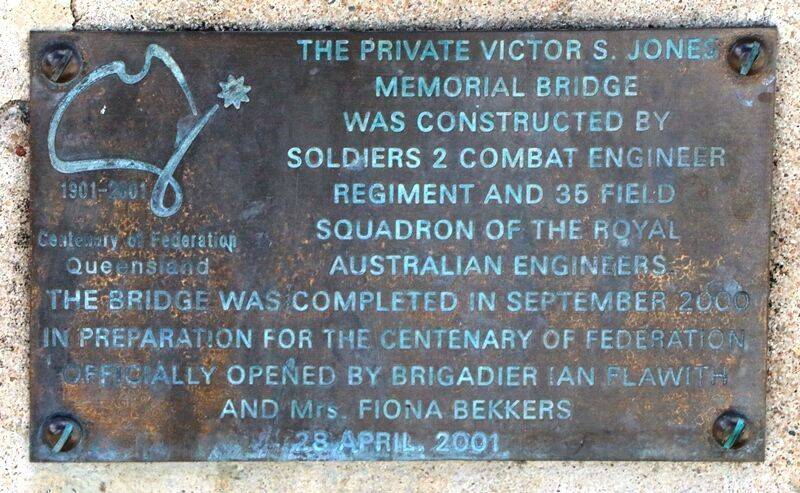 THE PRIVATE VICTOR S. JONES
MEMORIAL BRIDGE
WAS CONSTRUCTED BY
SOLDIERS 2 COMBAT ENGINEER
REGIMENT AND 35 FIELD
SQUADRON OF THE ROYAL
AUSTRALIAN ENGINEERS.
1901-2001
Centenary of Federation
Queensland
THE BRIDGE WAS COMPLETED IN SEPTEMBER 2000
IN PREPARATION FOR THE CENTENARY OF FEDERATION
OFFICIALLY OPENED BY BRIGADIER IAN FLAWITH
AND Mrs. FIONA BEKKERS
28 APRIL. 2001